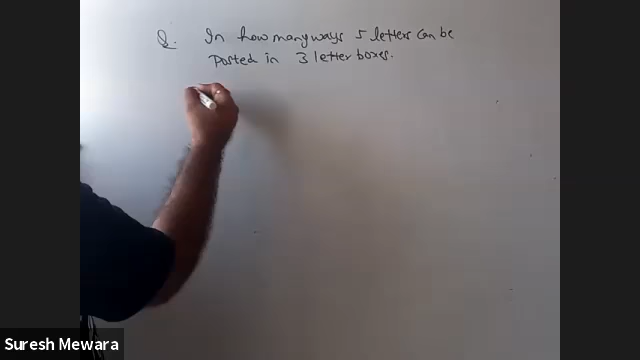 Q. In how many ways 5 letters can be
posted in 3 letter boxes.
Suresh Mewara